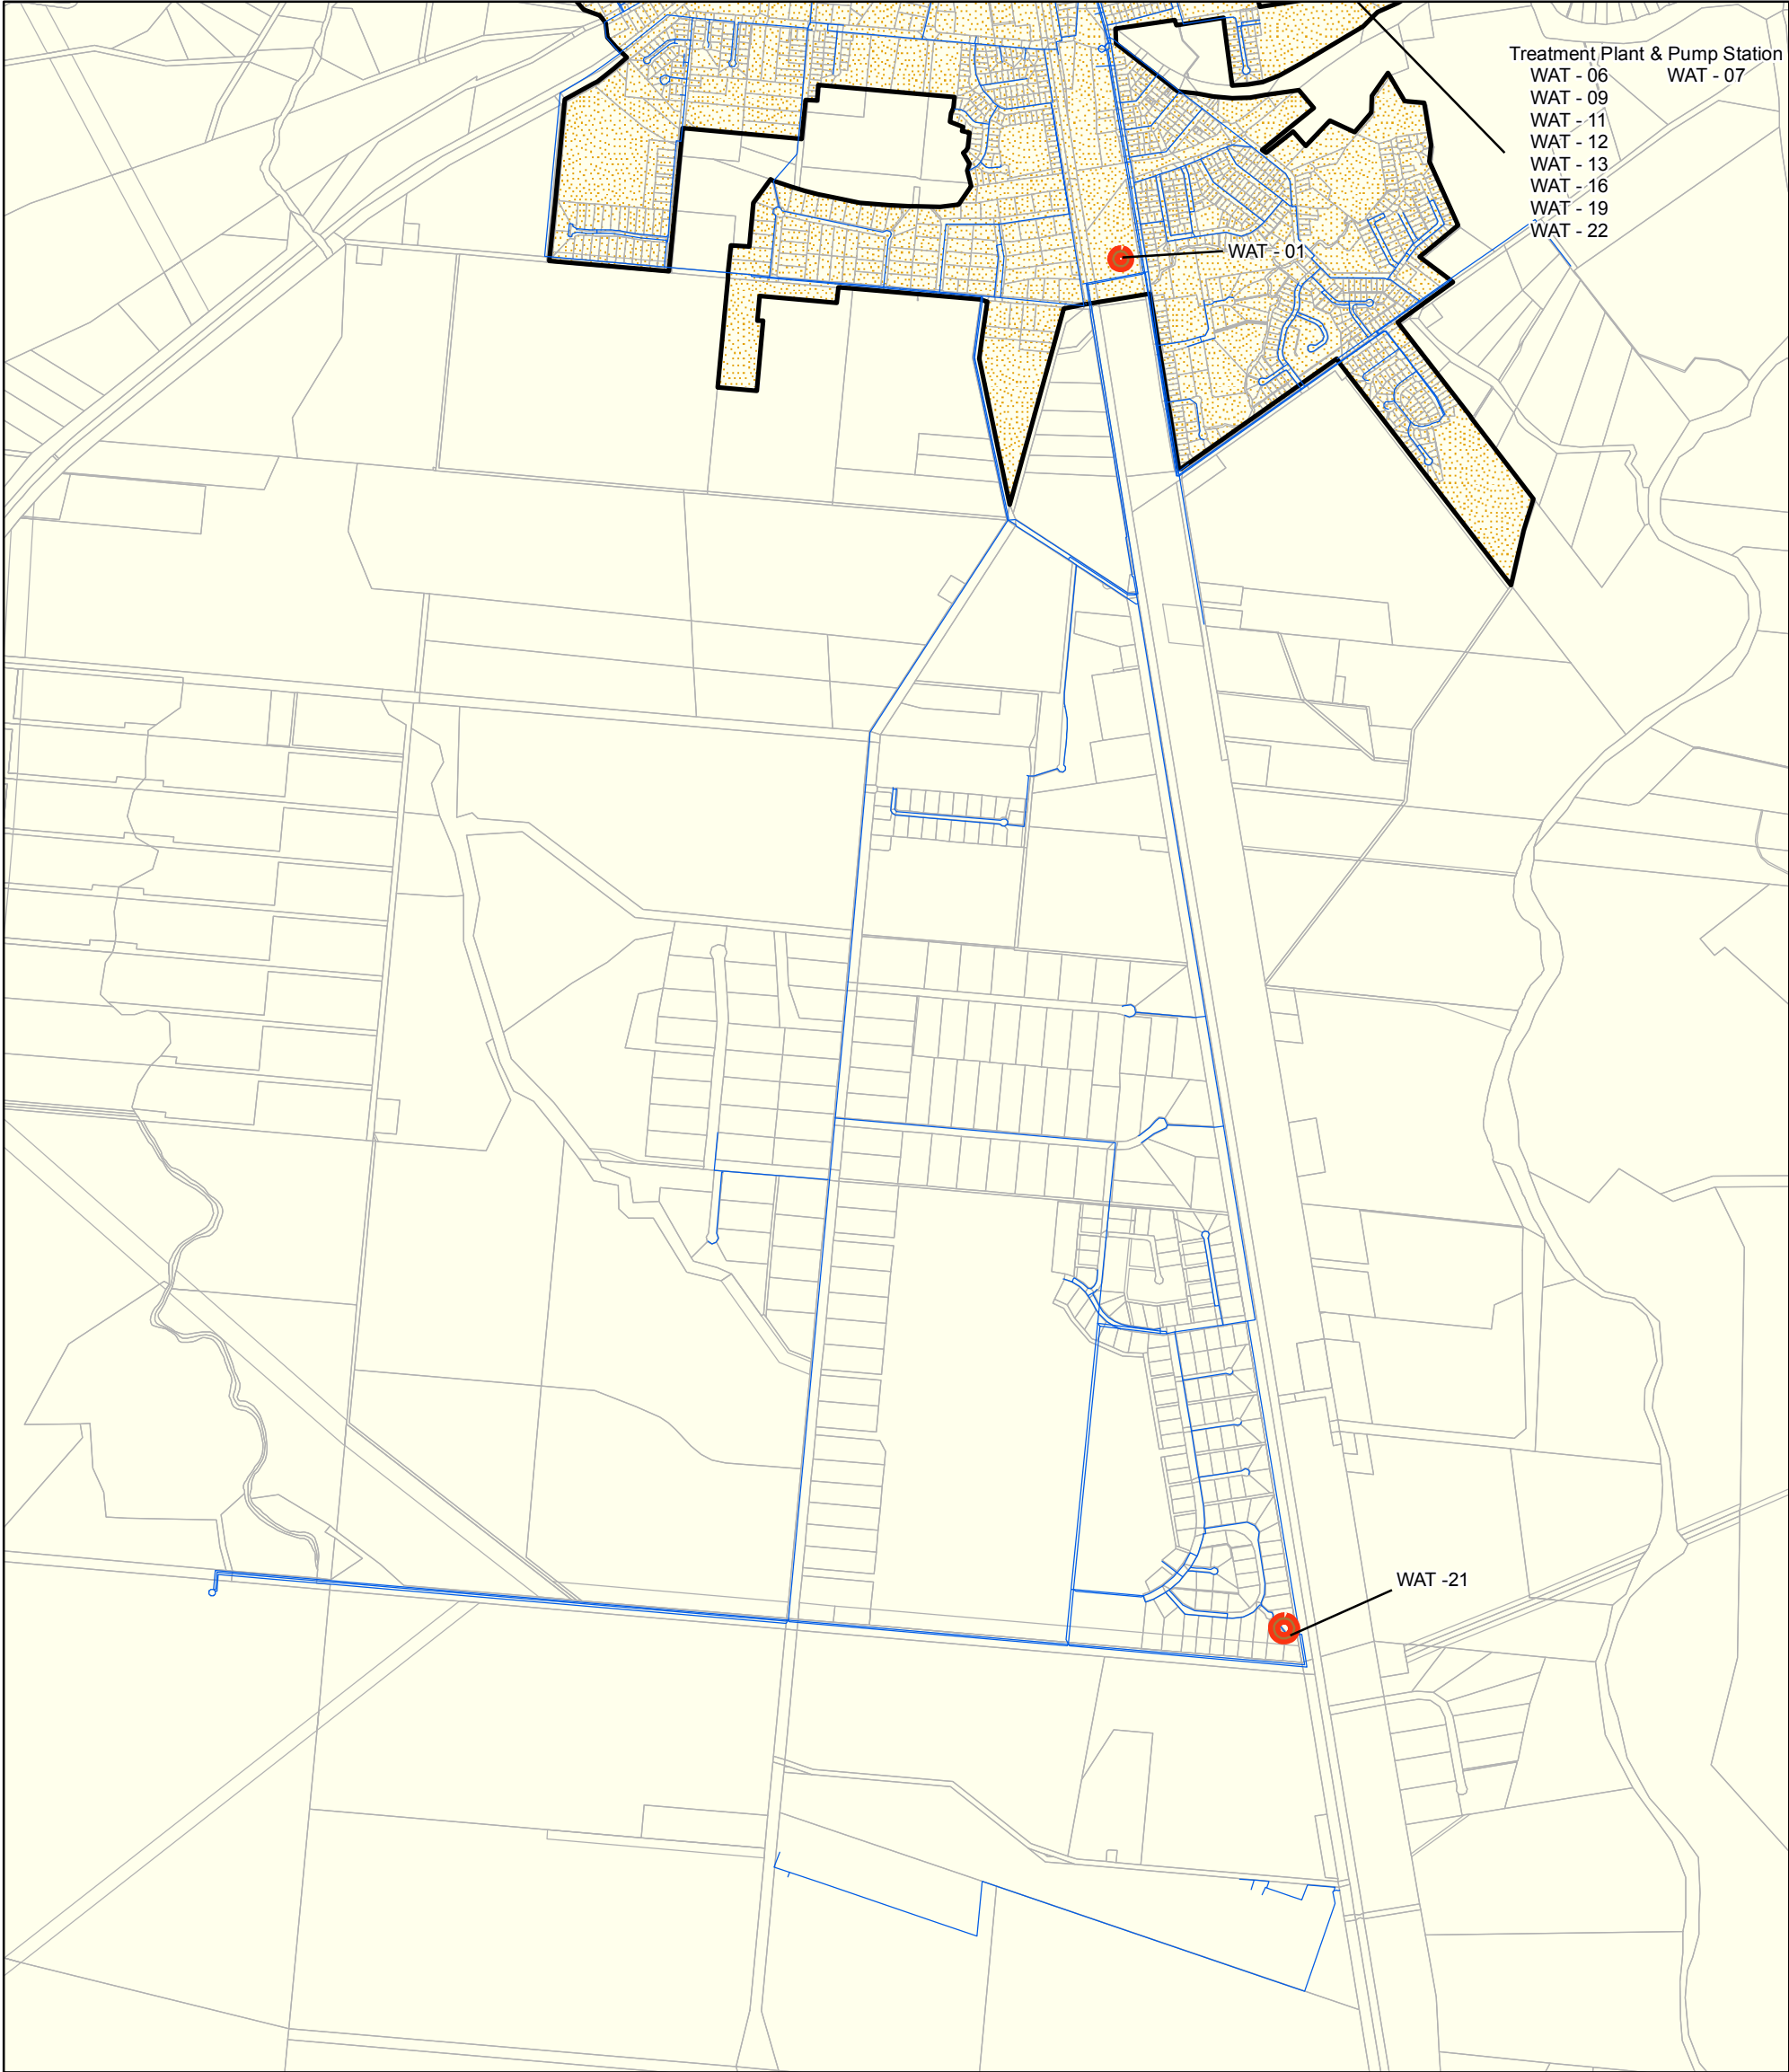 Treatment Plant & Pump Station
WAT - 06 WAT - 07
WAT - 09
WAT - 11
WAT - 12
WAT - 13
WAT - 16
WAT - 19
WAT - 22
WAT - 01
WAT -21